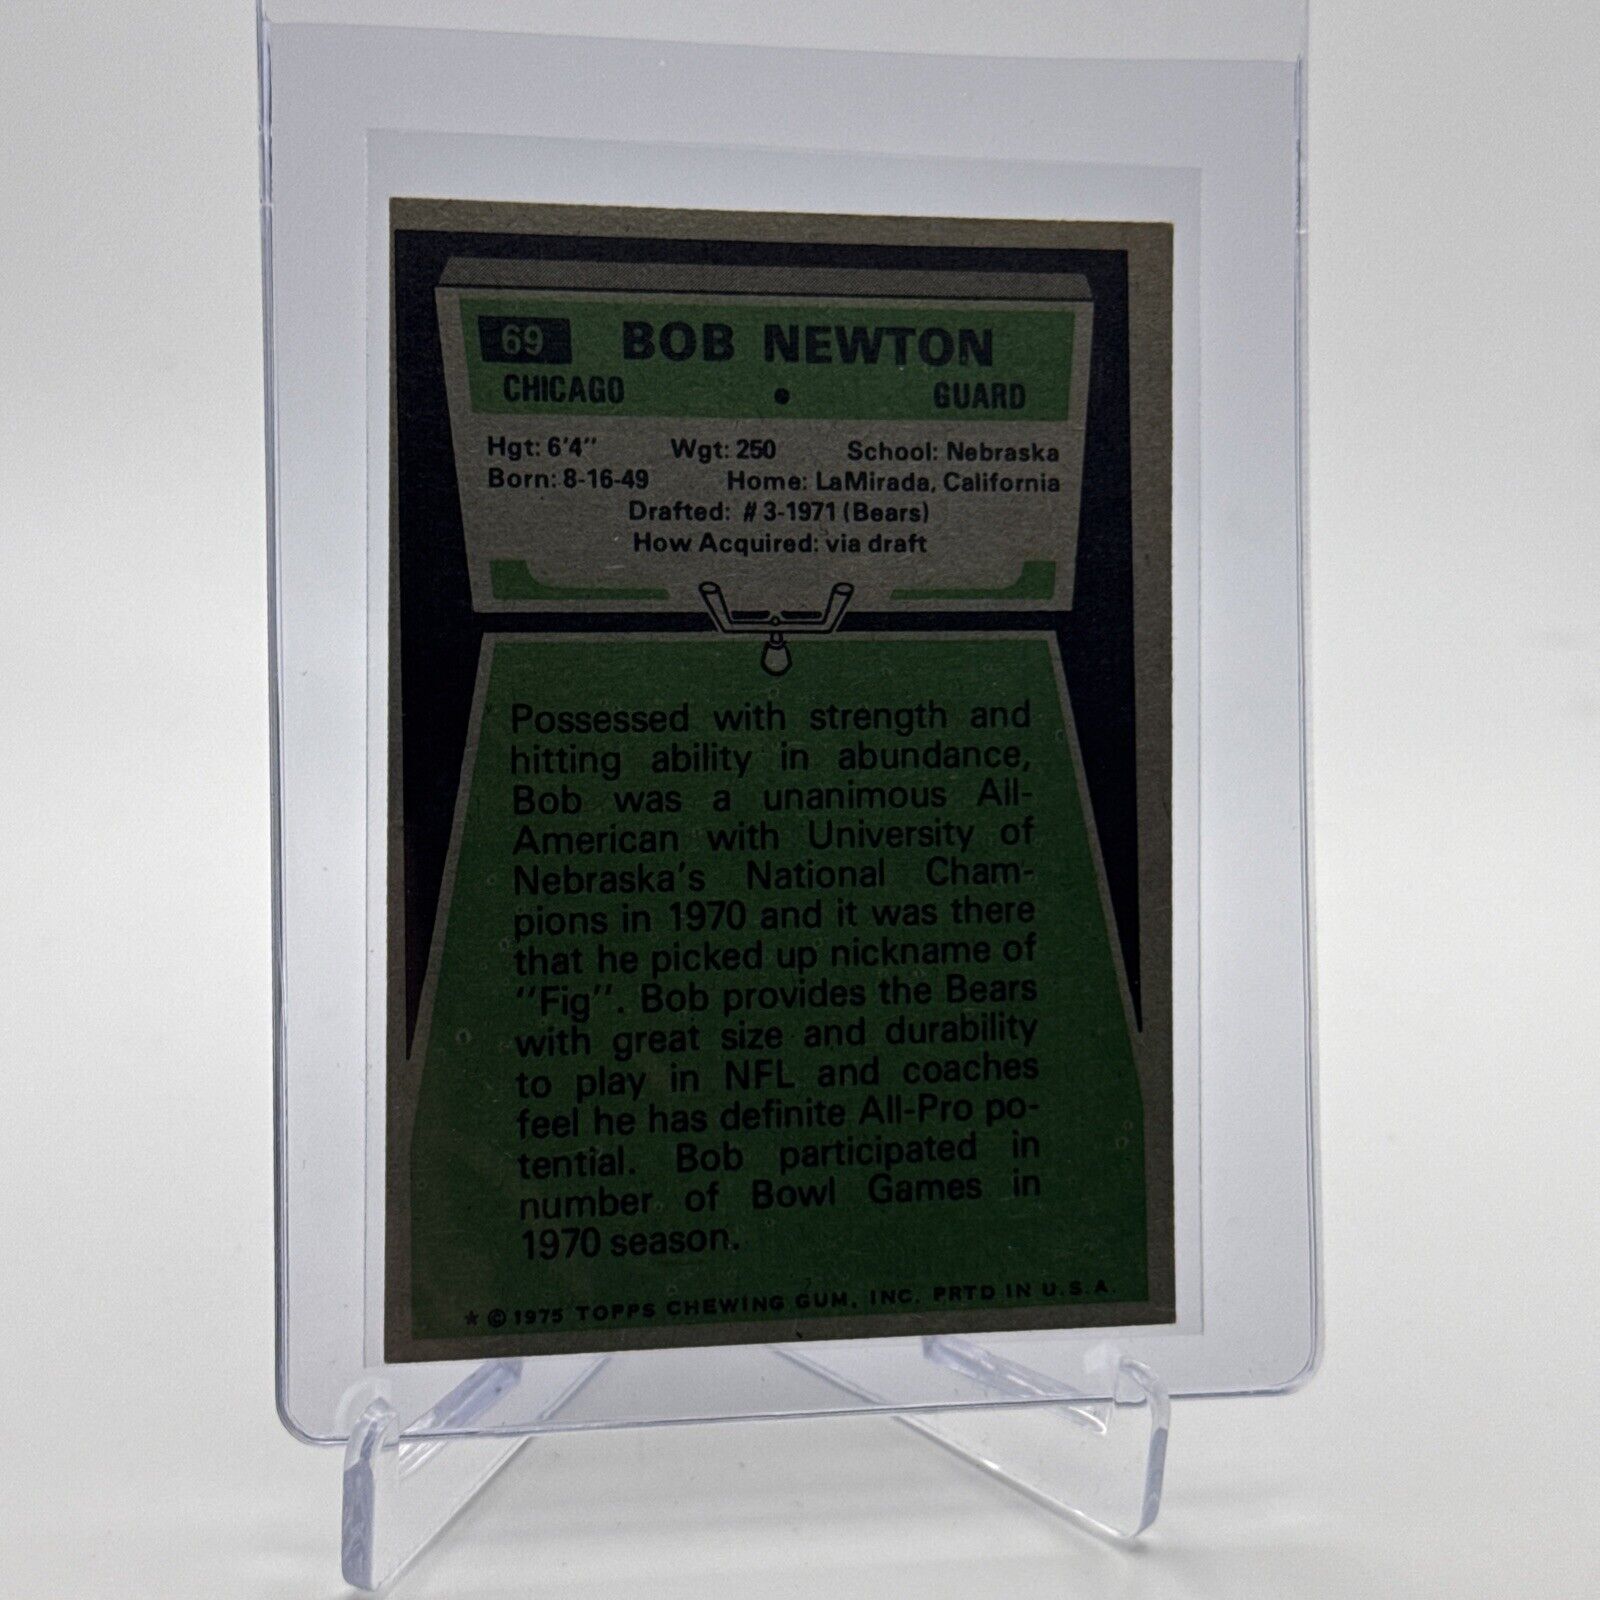 69 BOB NEWTON
CHICAGO • GUARD
Hgt: 6'4" Wgt: 250 School: Nebraska
Born: 8-16-49 Home: LaMirada, California
Drafted: #3-1971 (Bears)
How Acquired: via draft
Possessed with strength and
hitting ability in abundance,
Bob was a unanimous All-
American with University of
Nebraska's National Cham-
pions in 1970 and it was there
that he picked up nickname of
"Fig". Bob provides the Bears
with great size and durability
to play in NFL and coaches
feel he has definite All-Pro po-
tential. Bob participated in
number of Bowl Games in
1970 season.
* © 1975 TOPPS CHEWING GUM, INC. PRTD IN U.S.A.